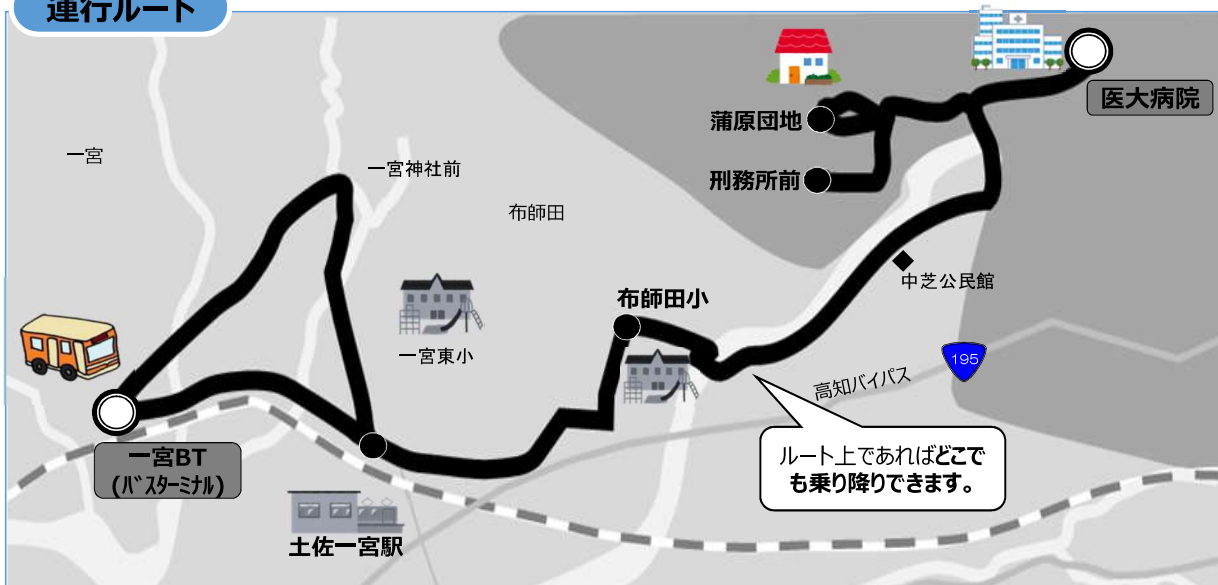 運行ルート
医大病院
蒲原団地
一宮
一宮神社前
刑務所前
布師田
中芝公民館
布師田小
一宮東小
195
高知バイパス
一宮BT
(バスターミナル)
ルート上であればどこで
も乗り降りできます。
土佐一宮駅